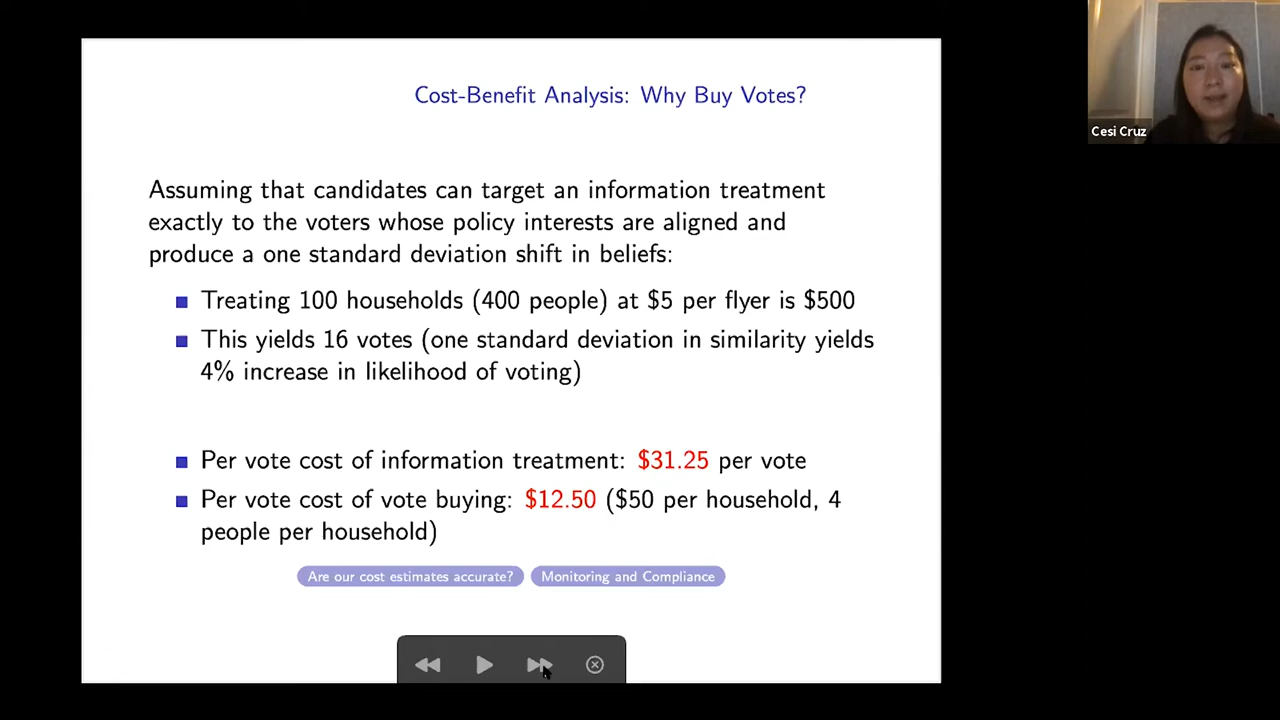 Cost-Benefit Analysis: Why Buy Votes?
Assuming that candidates can target an information treatment
exactly to the voters whose policy interests are aligned and
produce a one standard deviation shift in beliefs:
Treating 100 households (400 people) at $5 per flyer is $500
This yields 16 votes (one standard deviation in similarity yields
4% increase in likelihood of voting)
Per vote cost of information treatment: $31.25 per vote
Per vote cost of vote buying: $12.50 ($50 per household, 4
people per household)
Are our cost estimates accurate? Monitoring and Compliance
Cesi Cruz